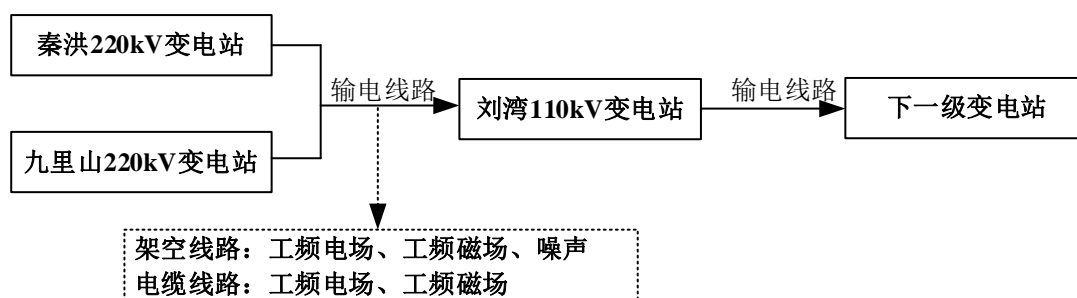 秦洪220kV变电站
输电线路
刘湾110kV变电站
输电线路
下一级变电站
九里山220kV变电站
架空线路：工频电场、工频磁场、噪声
电缆线路：工频电场、工频磁场